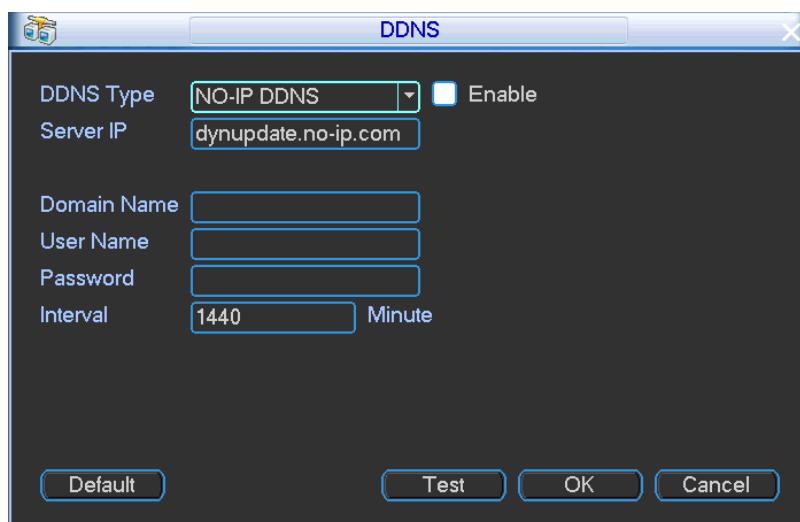 DDNS
DDNS Type NO-IP DDNS Enable
Server IP dynupdate.no-ip.com
Domain Name
User Name
Password
Interval 1440 Minute
Default Test OK Cancel